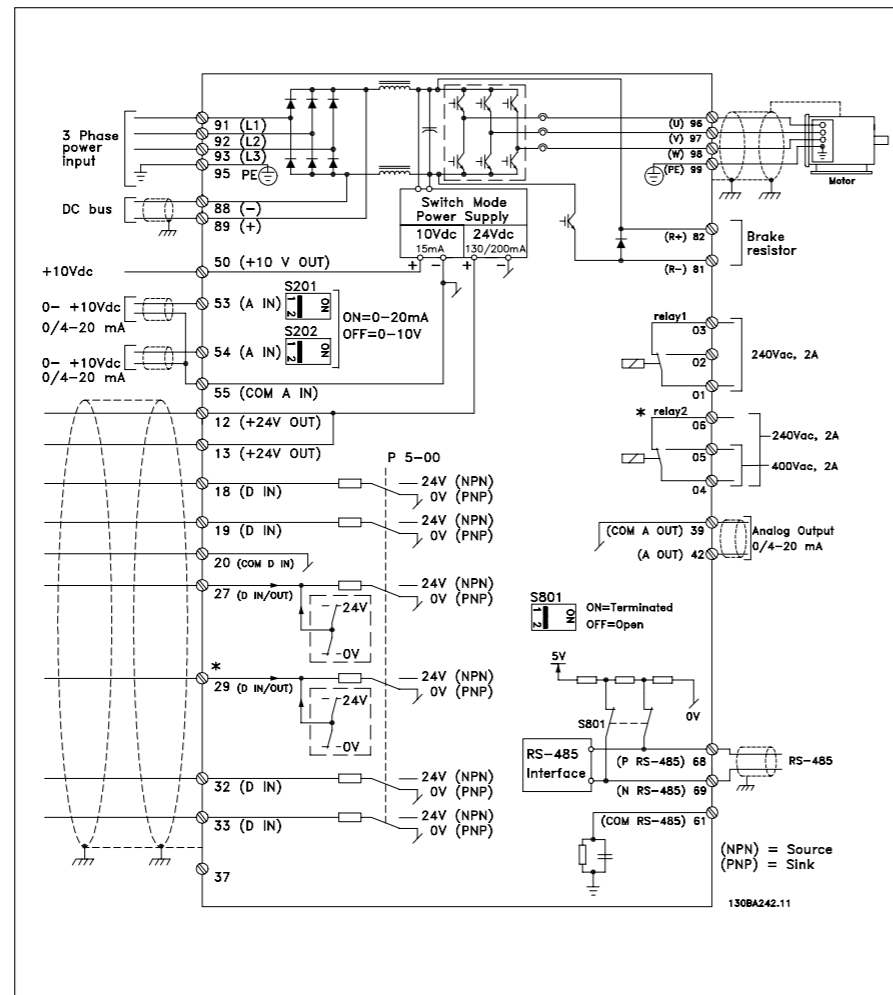 3 Phase
power
input
91 (L1)
92 (L2)
93 (L3)
95 PE
DC bus
88 (-)
89 (+)
+10Vdc
50 (+10 V OUT)
0- +10Vdc
0/4-20 mA
53 (A IN)
S201
1 2
ON
ON=0-20mA
OFF=0-10V
S202
1 2
ON
0- +10Vdc
0/4-20 mA
54 (A IN)
55 (COM A IN)
12 (+24V OUT)
13 (+24V OUT)
P 5-00
18 (D IN)
24V (NPN)
0V (PNP)
19 (D IN)
24V (NPN)
0V (PNP)
20 (COM D IN)
27 (D IN/OUT)
24V (NPN)
0V (PNP)
24V
0V
*
29 (D IN/OUT)
24V (NPN)
0V (PNP)
24V
0V
32 (D IN)
24V (NPN)
0V (PNP)
33 (D IN)
24V (NPN)
0V (PNP)
37
Switch Mode
Power Supply
10Vdc
15mA
24Vdc
130/200mA
+ - + -
(U) 96
(V) 97
(W) 98
(PE) 99
Motor
(R+) 82
(R-) 81
Brake
resistor
relay1
03
02
01
240Vac, 2A
* relay2
06
05
04
240Vac, 2A
400Vac, 2A
(COM A OUT) 39
(A OUT) 42
Analog Output
0/4-20 mA
S801
1 2
ON
ON=Terminated
OFF=Open
5V
S801
0V
RS-485
Interface
(P RS-485) 68
(N RS-485) 69
RS-485
(COM RS-485) 61
(NPN) = Source
(PNP) = Sink
130BA242.11